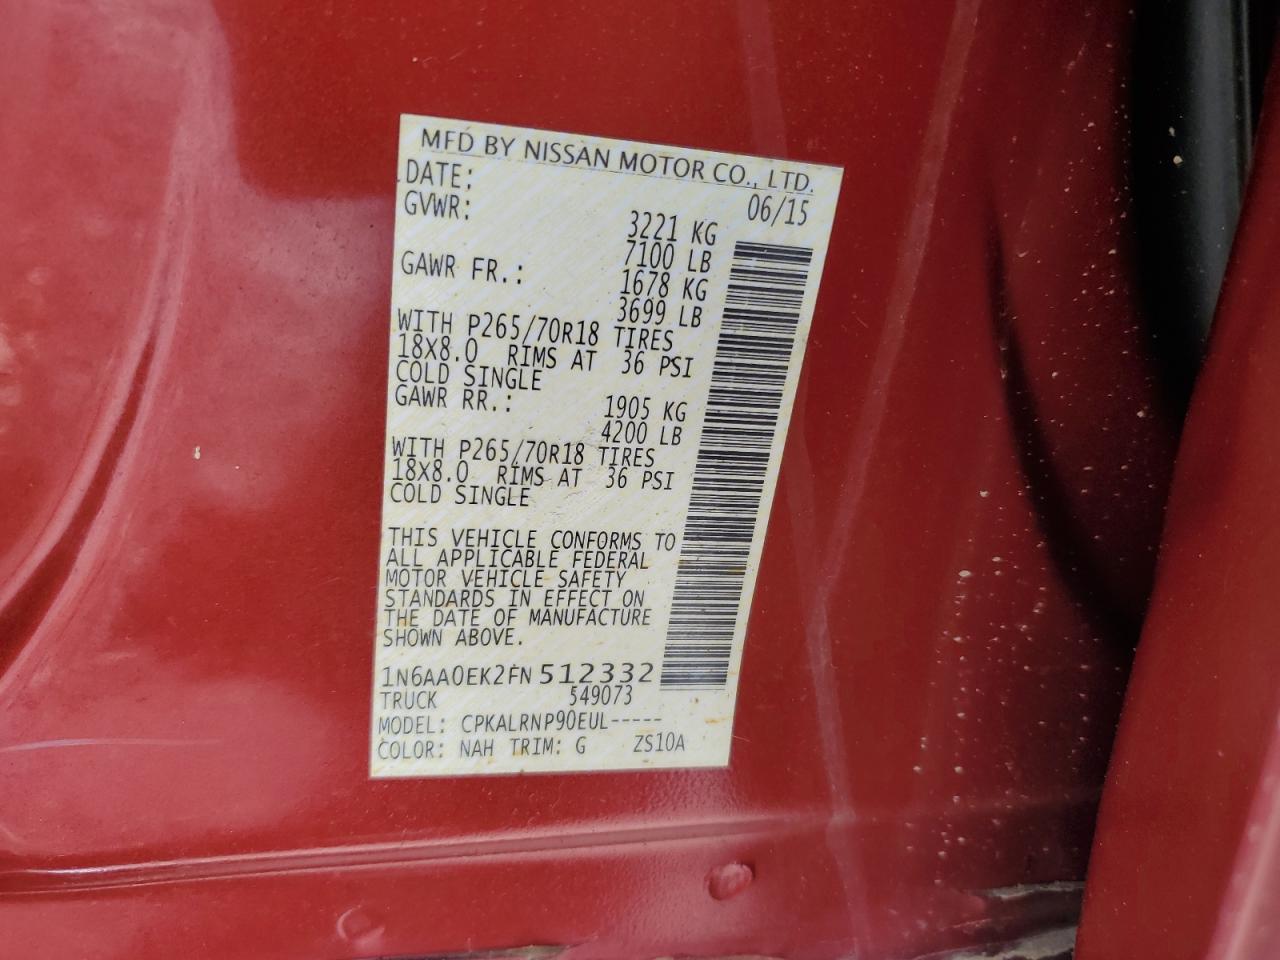 MFD BY NISSAN MOTOR CO., LTD.
DATE: 06/15
GVWR: 3221 KG
7100 LB
GAWR FR.: 1678 KG
3699 LB
WITH P265/70R18 TIRES
18X8.0 RIMS AT 36 PSI
COLD SINGLE
GAWR RR.: 1905 KG
4200 LB
WITH P265/70R18 TIRES
18X8.0 RIMS AT 36 PSI
COLD SINGLE
THIS VEHICLE CONFORMS TO
ALL APPLICABLE FEDERAL
MOTOR VEHICLE SAFETY
STANDARDS IN EFFECT ON
THE DATE OF MANUFACTURE
SHOWN ABOVE.
1N6AA0EK2FN512332
TRUCK 549073
MODEL: CPKALRNP90EUL-----
COLOR: NAH TRIM: G ZS10A